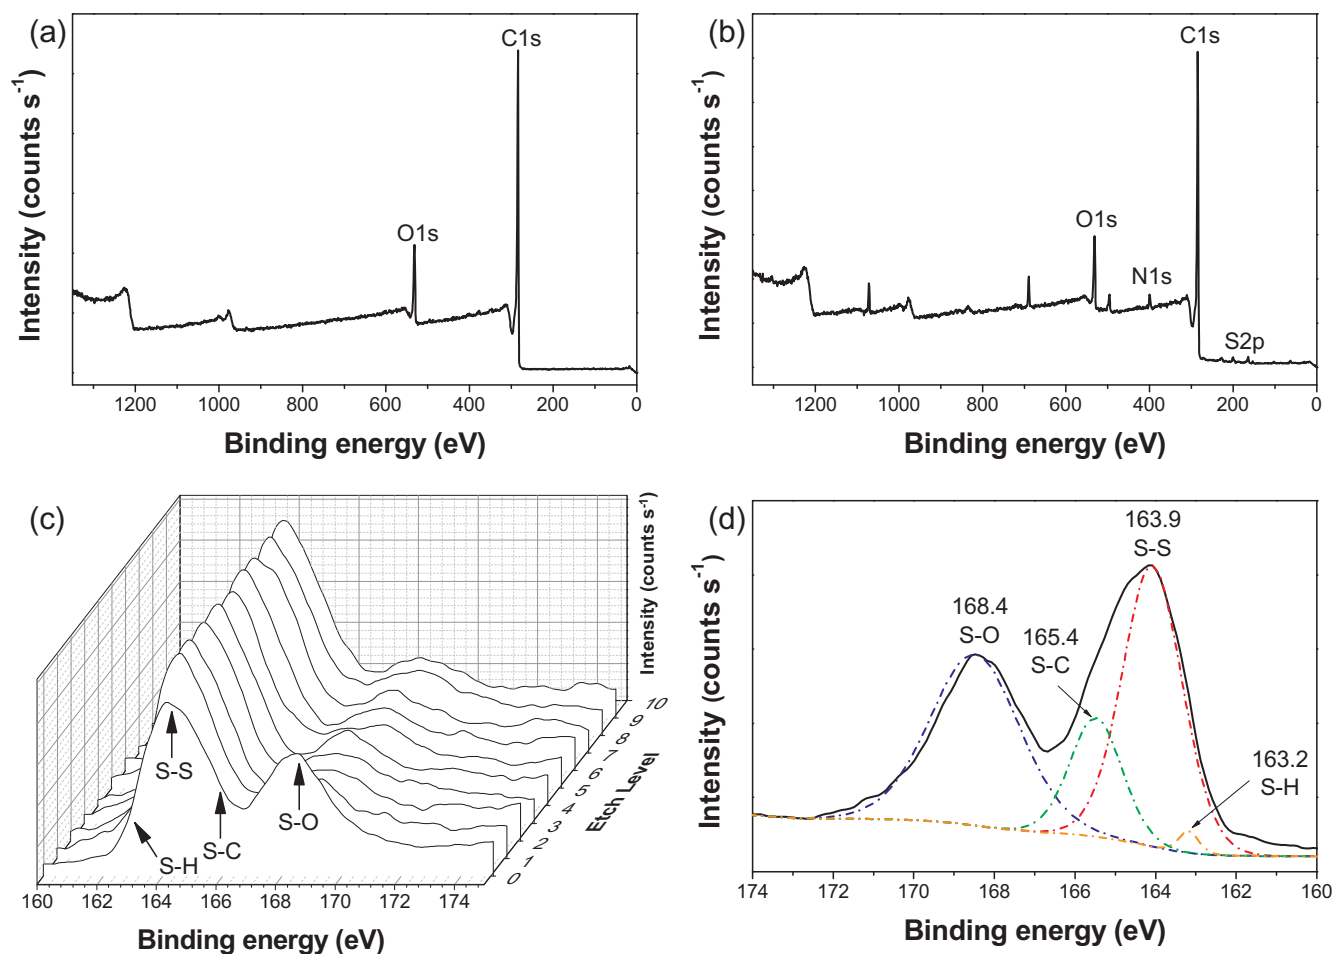 (a)
C1s
O1s
Intensity (counts s⁻¹)
1200 1000 800 600 400 200 0
Binding energy (eV)
(b)
C1s
O1s
N1s
S2p
Intensity (counts s⁻¹)
1200 1000 800 600 400 200 0
Binding energy (eV)
(c)
Intensity (counts s⁻¹)
S-S
S-H
S-C
S-O
10
9
8
7
6
5
4
3
2
1
0
Etch Level
160 162 164 166 168 170 172 174
Binding energy (eV)
(d)
163.9
S-S
168.4
S-O
165.4
S-C
163.2
S-H
Intensity (counts s⁻¹)
174 172 170 168 166 164 162 160
Binding energy (eV)